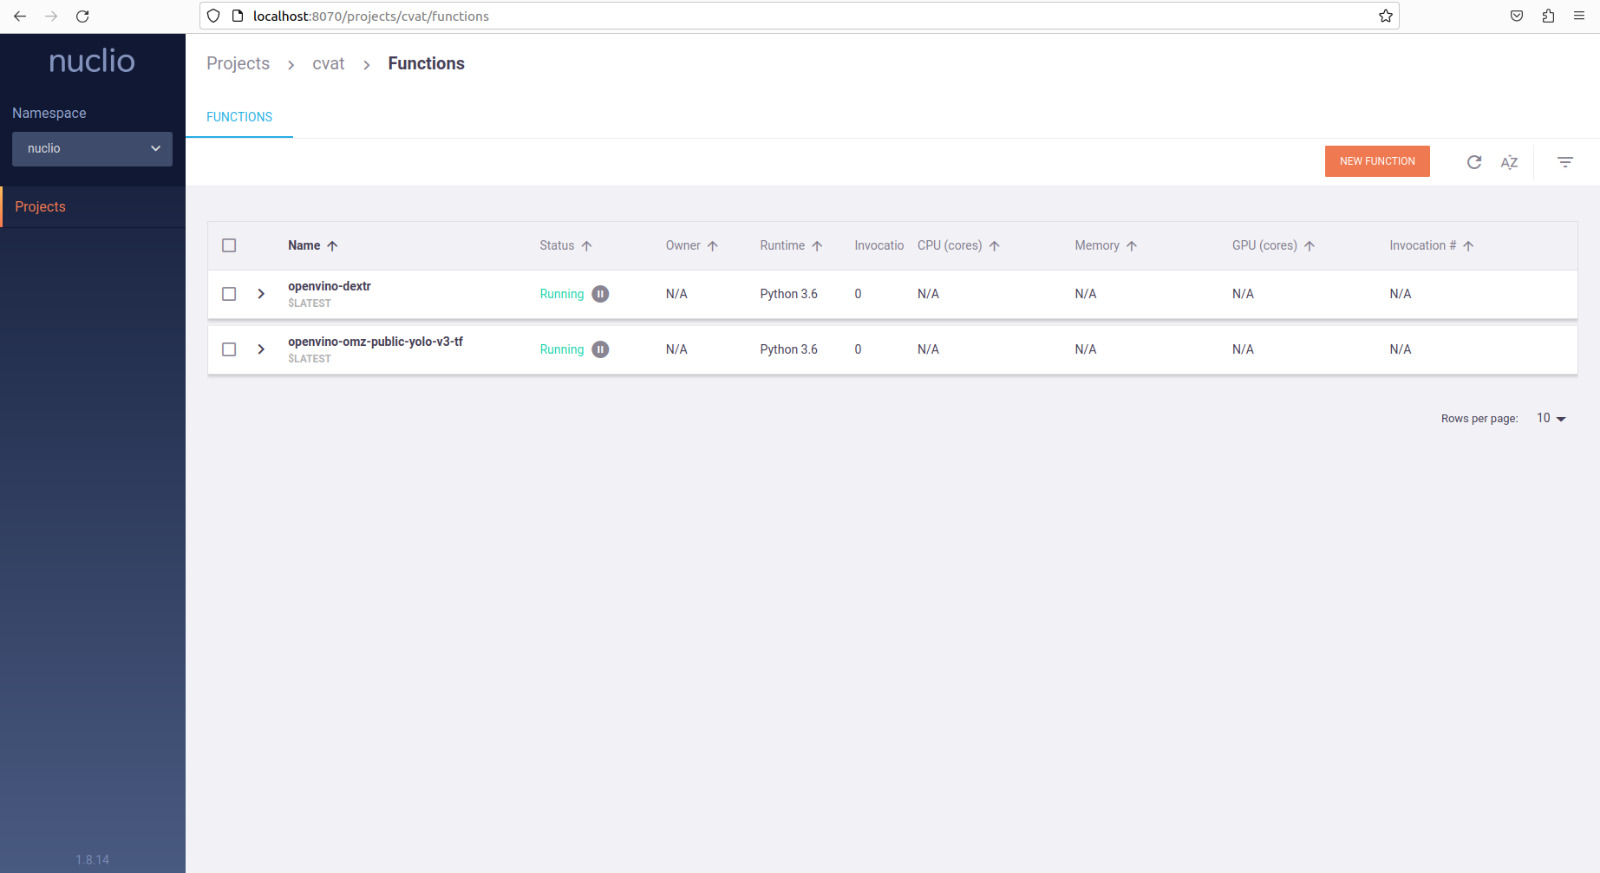 localhost:8070/projects/cvat/functions
nuclio
Projects > cvat > Functions
Namespace
FUNCTIONS
nuclio
NEW FUNCTION
AZ
Projects
Name Status Owner Runtime Invocatio CPU (cores) Memory GPU (cores) Invocation #
openvino-dextr
$LATEST
Running N/A Python 3.6 0 N/A N/A N/A N/A
openvino-omz-public-yolo-v3-tf
$LATEST
Running N/A Python 3.6 0 N/A N/A N/A N/A
Rows per page: 10
1.8.14